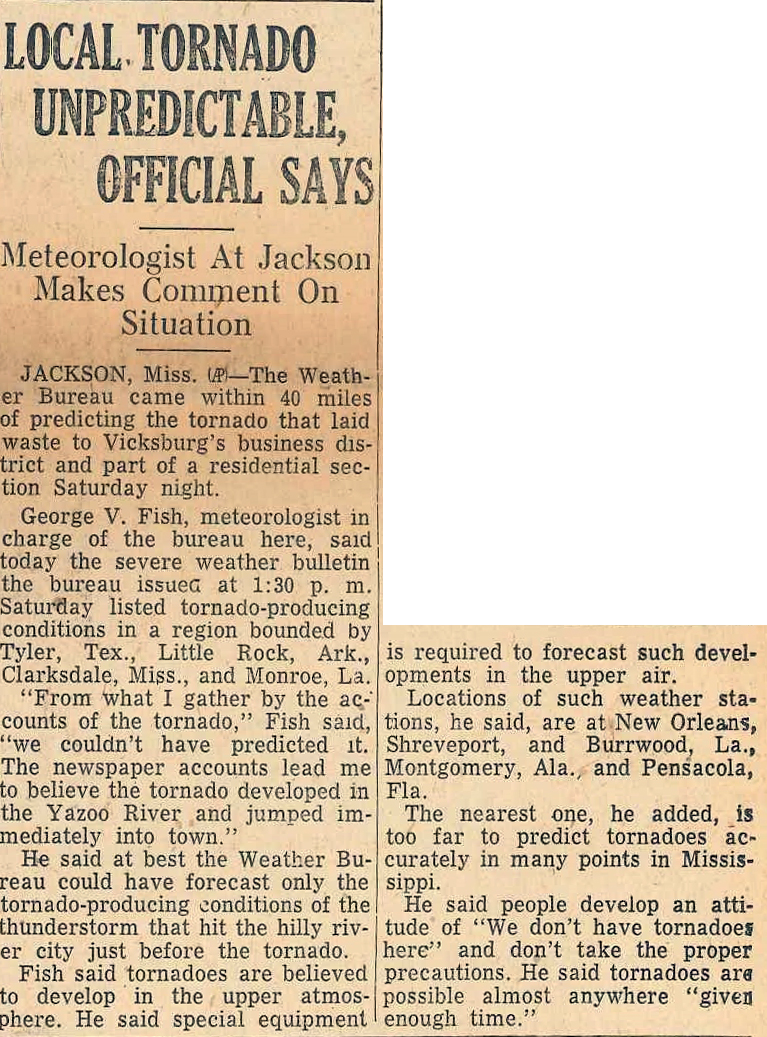 LOCAL TORNADO
UNPREDICTABLE,
OFFICIAL SAYS
Meteorologist At Jackson
Makes Comment On
Situation
JACKSON, Miss. (AP)—The Weath-
er Bureau came within 40 miles
of predicting the tornado that laid
waste to Vicksburg's business dis-
trict and part of a residential sec-
tion Saturday night.
George V. Fish, meteorologist in
charge of the bureau here, said
today the severe weather bulletin
the bureau issued at 1:30 p. m.
Saturday listed tornado-producing
conditions in a region bounded by
Tyler, Tex., Little Rock, Ark.,
Clarksdale, Miss., and Monroe, La.
"From what I gather by the ac-
counts of the tornado," Fish said,
"we couldn't have predicted it.
The newspaper accounts lead me
to believe the tornado developed in
the Yazoo River and jumped im-
mediately into town."
He said at best the Weather Bu-
reau could have forecast only the
tornado-producing conditions of the
thunderstorm that hit the hilly riv-
er city just before the tornado.
Fish said tornadoes are believed
to develop in the upper atmos-
phere. He said special equipment
is required to forecast such devel-
opments in the upper air.
Locations of such weather sta-
tions, he said, are at New Orleans,
Shreveport, and Burrwood, La.,
Montgomery, Ala., and Pensacola,
Fla.
The nearest one, he added, is
too far to predict tornadoes ac-
curately in many points in Missis-
sippi.
He said people develop an atti-
tude of "We don't have tornadoes
here" and don't take the proper
precautions. He said tornadoes are
possible almost anywhere "given
enough time."